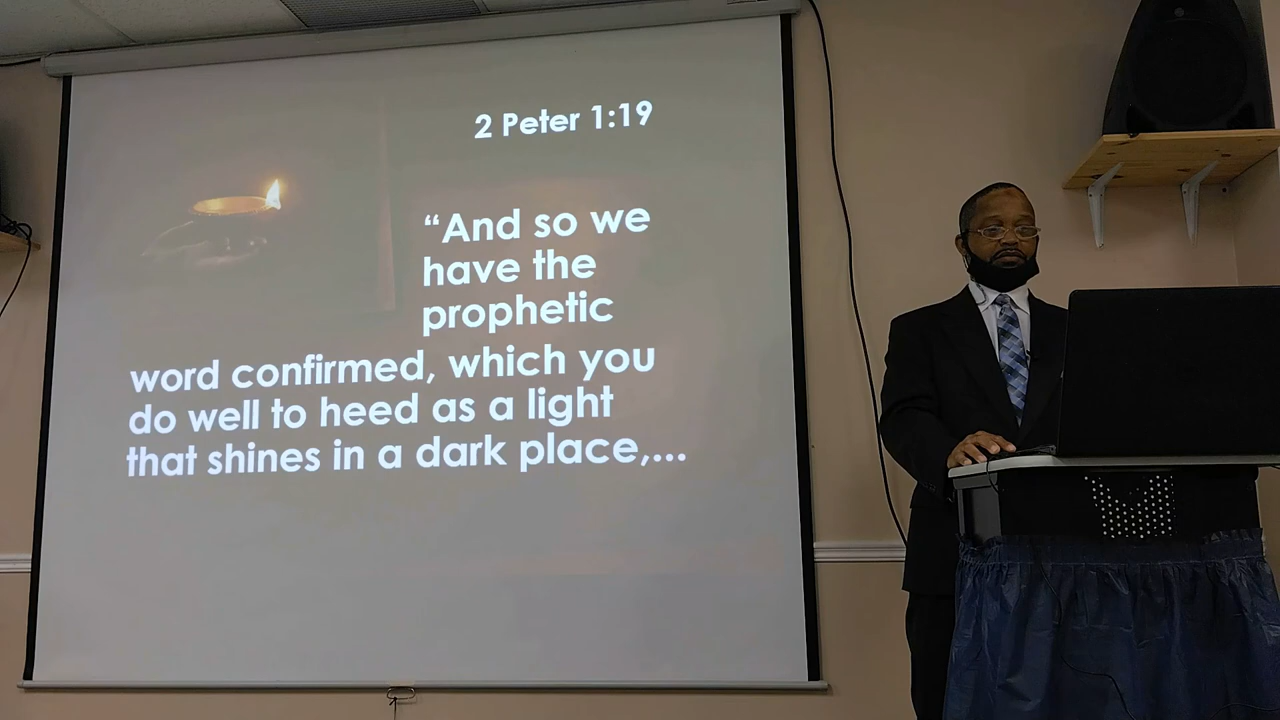 2 Peter 1:19
“And so we
have the
prophetic
word confirmed, which you
do well to heed as a light
that shines in a dark place,...